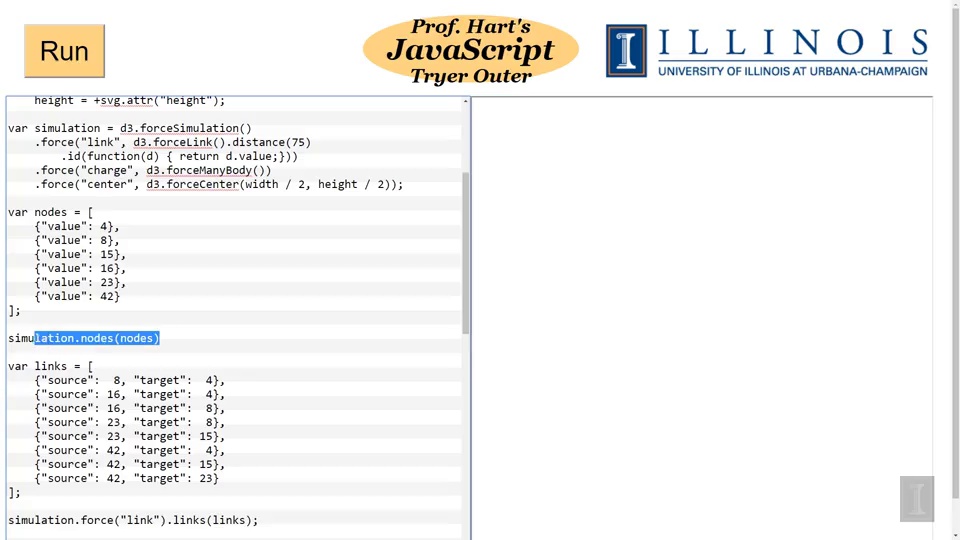 Run
Prof. Hart's
JavaScript
Tryer Outer
I ILLINOIS
UNIVERSITY OF ILLINOIS AT URBANA-CHAMPAIGN
height = +svg.attr("height");
var simulation = d3.forceSimulation()
.force("link", d3.forceLink().distance(75)
.id(function(d) { return d.value;}))
.force("charge", d3.forceManyBody())
.force("center", d3.forceCenter(width / 2, height / 2));
var nodes = [
{"value": 4},
{"value": 8},
{"value": 15},
{"value": 16},
{"value": 23},
{"value": 42}
];
simulation.nodes(nodes)
var links = [
{"source":  8, "target":  4},
{"source": 16, "target":  4},
{"source": 16, "target":  8},
{"source": 23, "target":  8},
{"source": 23, "target": 15},
{"source": 42, "target":  4},
{"source": 42, "target": 15},
{"source": 42, "target": 23}
];
simulation.force("link").links(links);
I